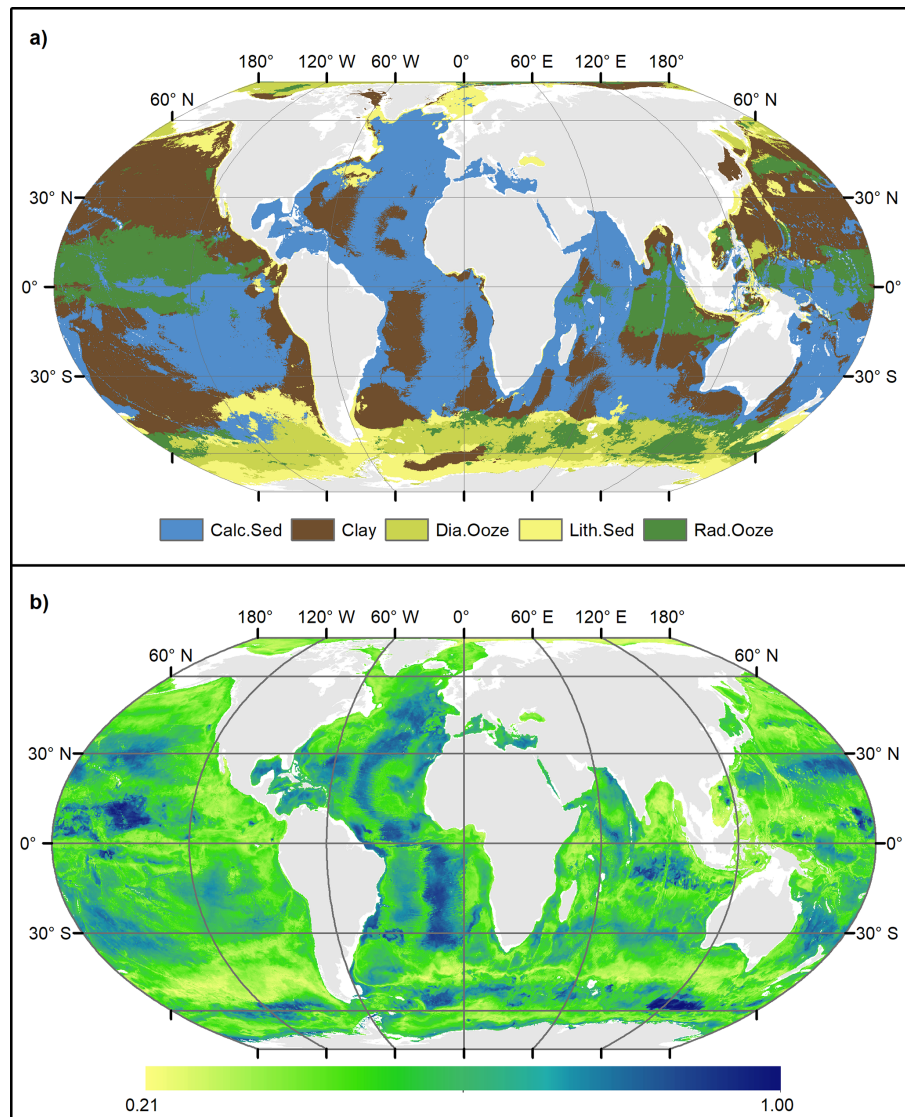 a)
180° 120° W 60° W 0° 60° E 120° E 180°
60° N 60° N
30° N 30° N
0° 0°
30° S 30° S
Calc.Sed Clay Dia.Ooze Lith.Sed Rad.Ooze
b)
180° 120° W 60° W 0° 60° E 120° E 180°
60° N 60° N
30° N 30° N
0° 0°
30° S 30° S
0.21 1.00